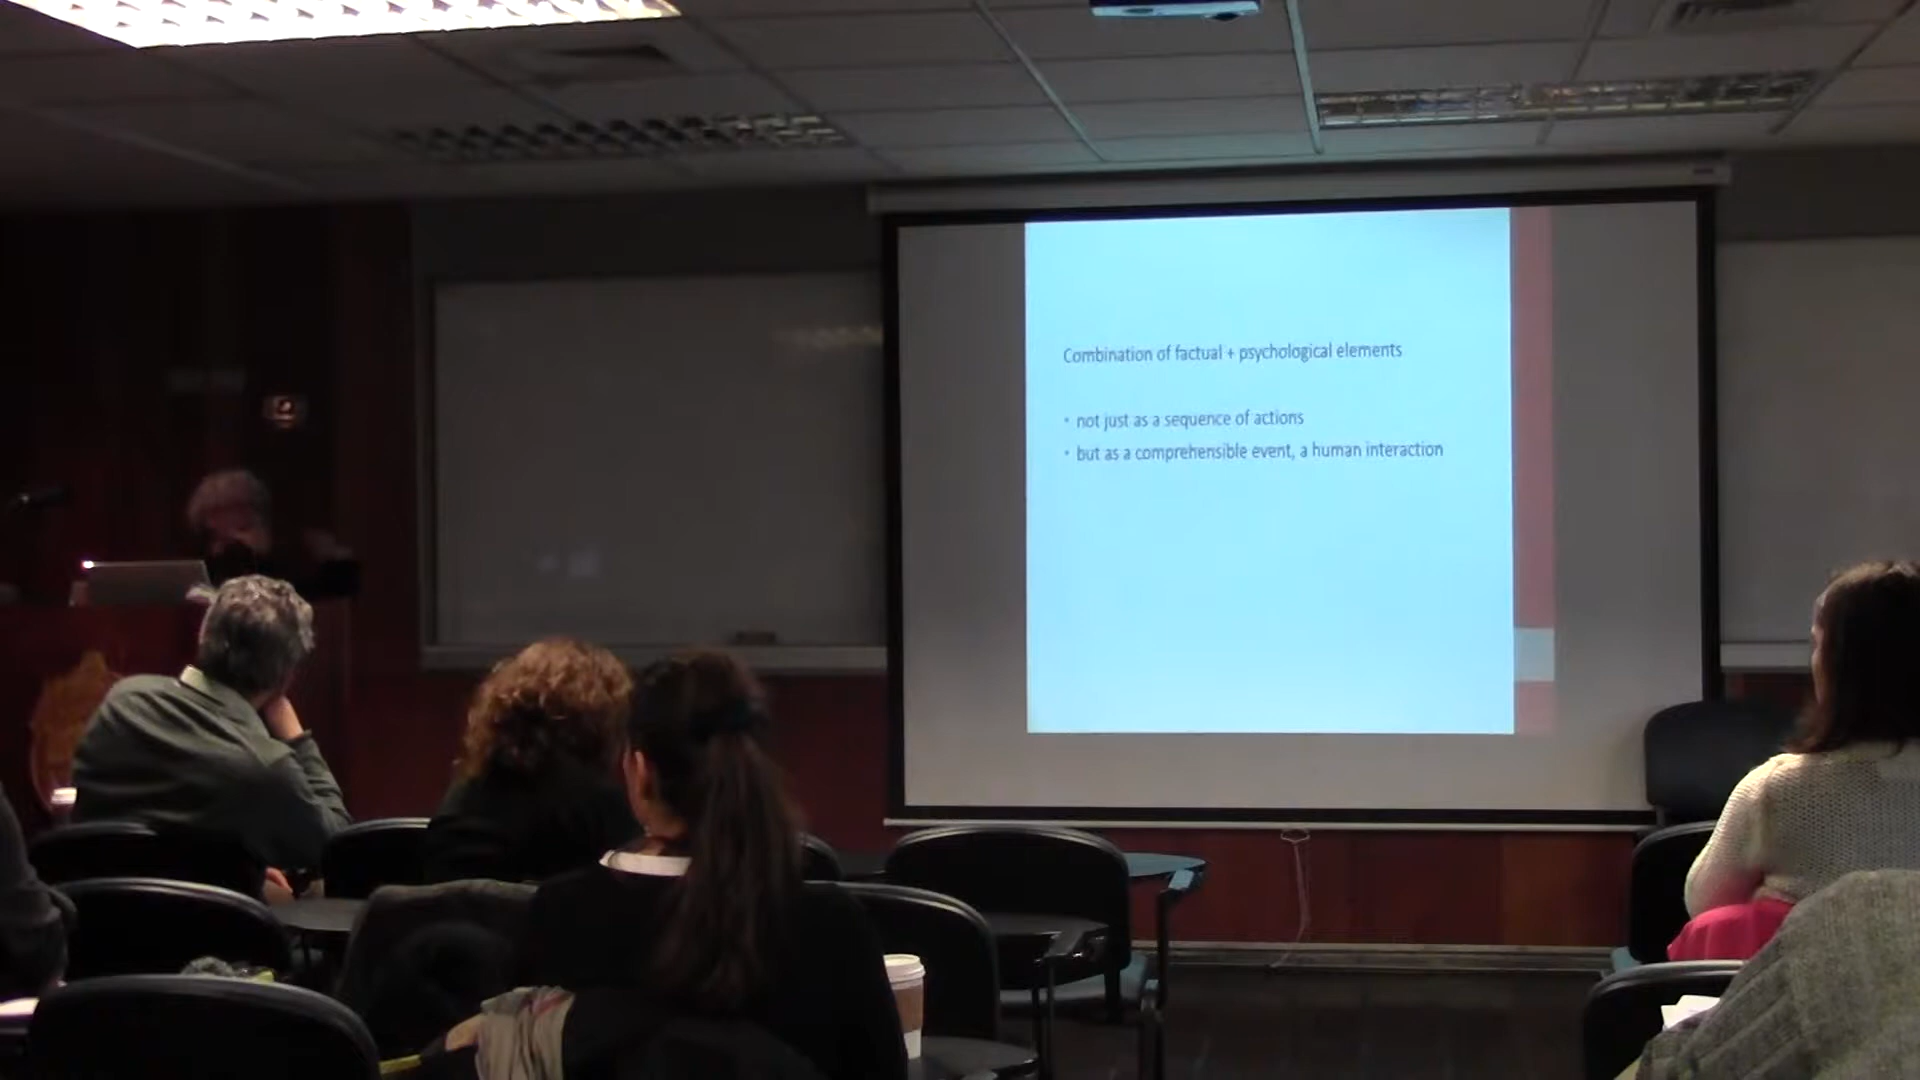 Combination of factual + psychological elements
• not just as a sequence of actions
• but as a comprehensible event, a human interaction